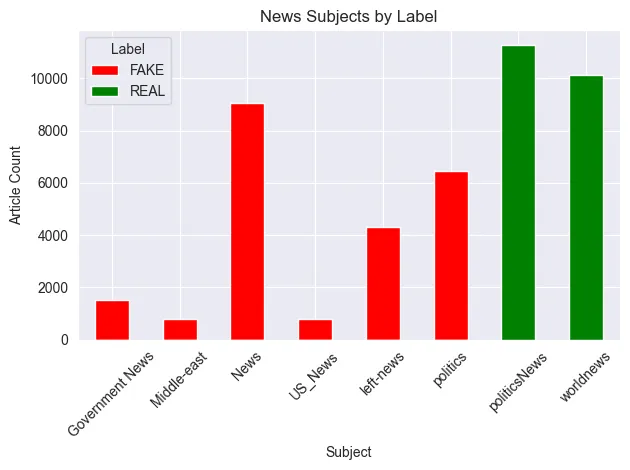 News Subjects by Label
Label
FAKE
REAL
Article Count
10000
8000
6000
4000
2000
0
Government News
Middle-east
News
US_News
left-news
politics
politicsNews
worldnews
Subject